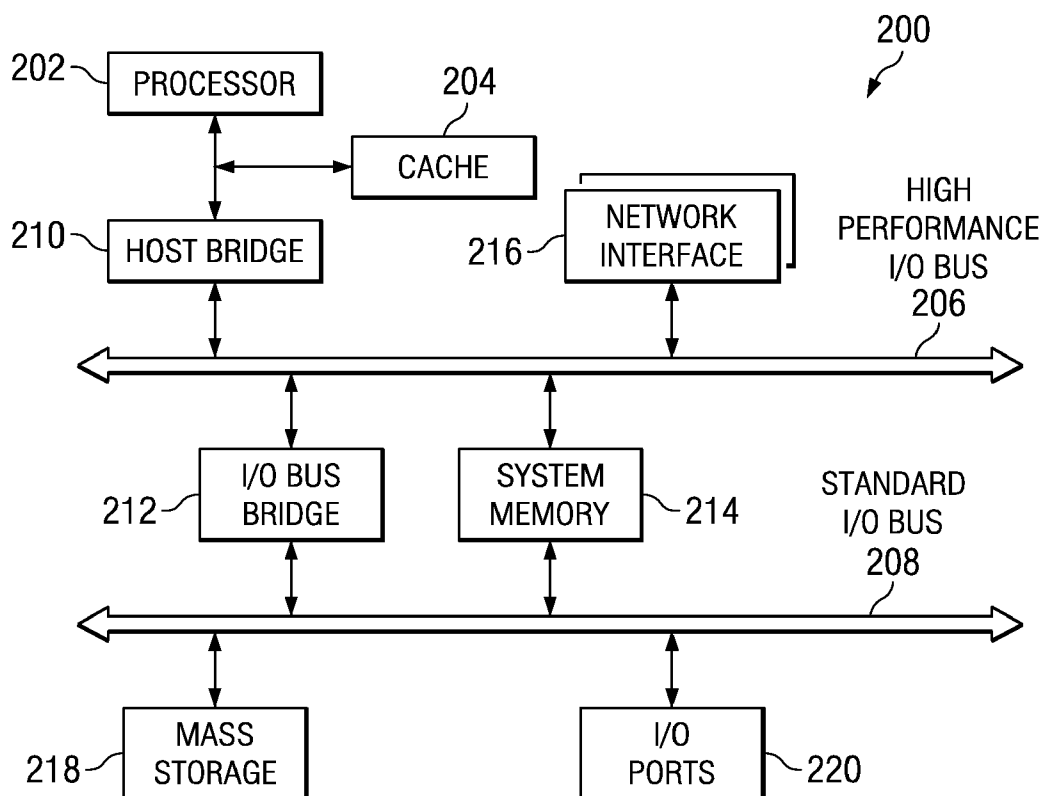 200
202
PROCESSOR
204
CACHE
210
HOST BRIDGE
216
NETWORK
INTERFACE
HIGH
PERFORMANCE
I/O BUS
206
212
I/O BUS
BRIDGE
SYSTEM
MEMORY
214
STANDARD
I/O BUS
208
218
MASS
STORAGE
I/O
PORTS
220